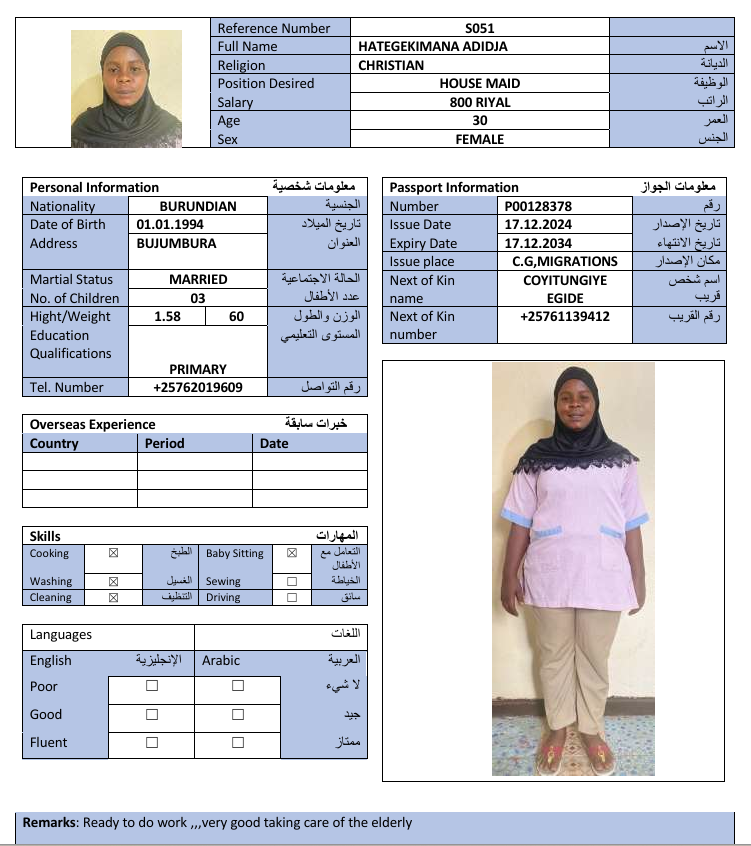 Reference Number S051
Full Name HATEGEKIMANA ADIDJA الاسم
Religion CHRISTIAN الديانة
Position Desired HOUSE MAID الوظيفة
Salary 800 RIYAL الراتب
Age 30 العمر
Sex FEMALE الجنس
Personal Information معلومات شخصية
Nationality BURUNDIAN الجنسية
Date of Birth 01.01.1994 تاريخ الميلاد
Address BUJUMBURA العنوان
Martial Status MARRIED الحالة الاجتماعية
No. of Children 03 عدد الأطفال
Hight/Weight 1.58 60 الوزن والطول
Education المستوى التعليمي
Qualifications
PRIMARY
Tel. Number +25762019609 رقم التواصل
Passport Information معلومات الجواز
Number P00128378 رقم
Issue Date 17.12.2024 تاريخ الإصدار
Expiry Date 17.12.2034 تاريخ الانتهاء
Issue place C.G,MIGRATIONS مكان الإصدار
Next of Kin COYITUNGIYE اسم شخص
name EGIDE قريب
Next of Kin +25761139412 رقم القريب
number
Overseas Experience خبرات سابقة
Country Period Date
Skills المهارات
Cooking ☒ الطبخ Baby Sitting ☒ التعامل مع
الأطفال
Washing ☒ الغسيل Sewing ☐ الخياطة
Cleaning ☒ التنظيف Driving ☐ سائق
Languages اللغات
English الإنجليزية Arabic العربية
Poor ☐ ☐ لا شيء
Good ☐ ☐ جيد
Fluent ☐ ☐ ممتاز
Remarks: Ready to do work ,,,very good taking care of the elderly